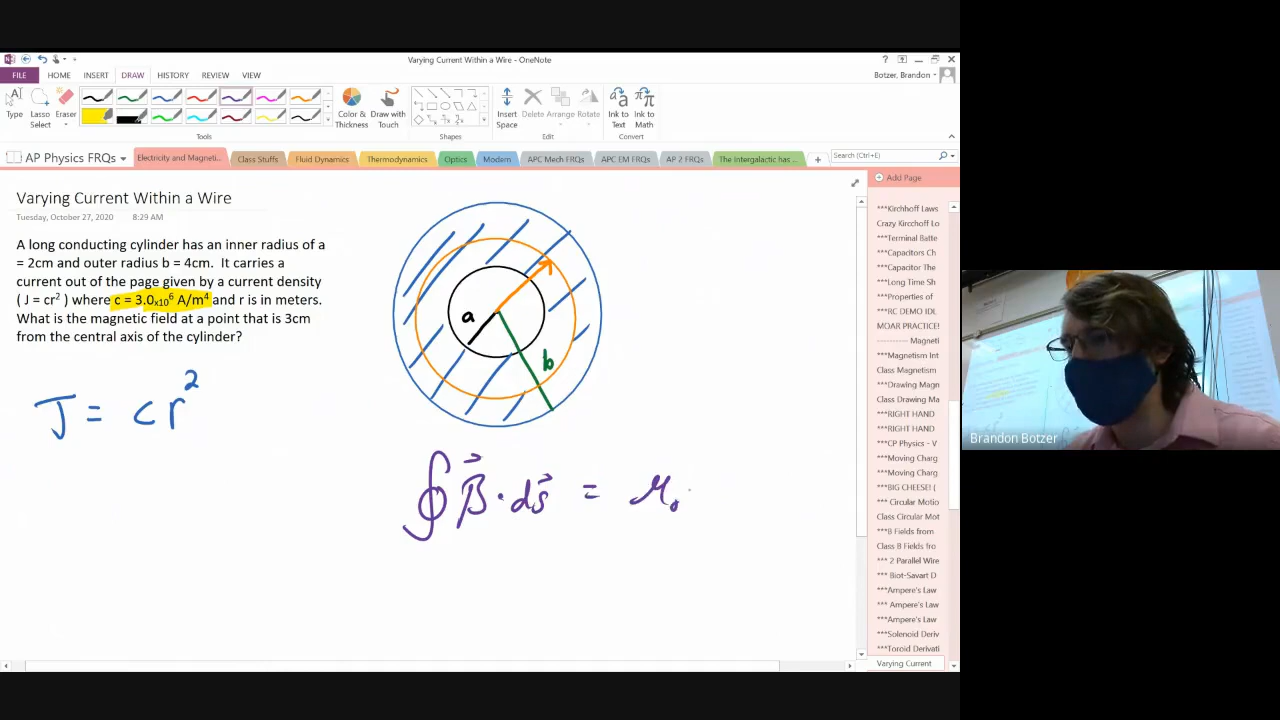 Varying Current Within a Wire - OneNote
FILE HOME INSERT DRAW HISTORY REVIEW VIEW
Botzer, Brandon
Type Lasso Select Eraser Color & Thickness Draw with Touch Insert Space Delete Arrange Rotate Ink to Text Ink to Math
Tools Shapes Edit Convert
AP Physics FRQs Electricity and Magneti... Class Stuffs Fluid Dynamics Thermodynamics Optics Modern APC Mech FRQs APC EM FRQs AP 2 FRQs The Intergalactic has ... Search (Ctrl+E)
Add Page
Varying Current Within a Wire
Tuesday, October 27, 2020 8:29 AM
A long conducting cylinder has an inner radius of a
= 2cm and outer radius b = 4cm. It carries a
current out of the page given by a current density
( J = cr² ) where c = 3.0x10⁶ A/m⁴ and r is in meters.
What is the magnetic field at a point that is 3cm
from the central axis of the cylinder?
J = cr²
a
b
∮ B⃗ · ds⃗ = μ₀
***Kirchhoff Laws
Crazy Kirchhoff Lo
***Terminal Batte
***Capacitors Ch
***Capacitor The
***Long Time Sh
***Properties of
***RC DEMO IDL
MOAR PRACTICE!
---------- Magneti
***Magnetism Int
Class Magnetism
***Drawing Magn
Class Drawing Ma
***RIGHT HAND
***RIGHT HAND
***CP Physics - V
***Moving Charg
***Moving Charg
***BIG CHEESE! (
*** Circular Motio
Class Circular Mot
***B Fields from
Class B Fields fro
*** 2 Parallel Wire
*** Biot-Savart D
***Ampere's Law
*** Ampere's Law
***Ampere's Law
***Solenoid Deriv
***Toroid Derivati
Varying Current
Brandon Botzer